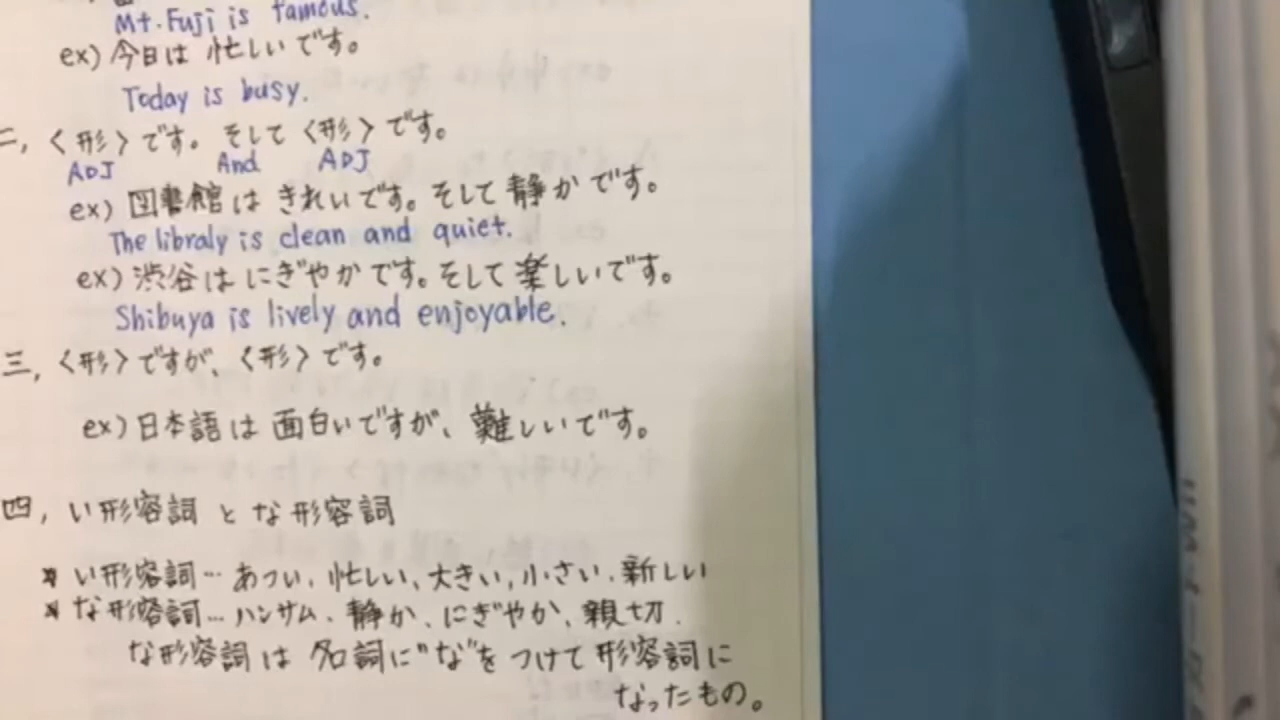 Mt.Fuji is famous.
ex) 今日は 忙しいです。
Today is busy.
二, 〈形〉です。そして〈形〉です。
ADJ And ADJ
ex) 図書館は きれいです。そして静かです。
The libraly is clean and quiet.
ex) 渋谷は にぎやかです。そして楽しいです。
Shibuya is lively and enjoyable.
三, 〈形〉ですが、〈形〉です。
ex) 日本語は 面白いですが、難しいです。
四, い形容詞 と な形容詞
* い形容詞… あつい、忙しい、大きい、小さい、新しい
* な形容詞… ハンサム、静か、にぎやか、親切.
な形容詞は 名詞に"な"をつけて 形容詞に
なったもの。